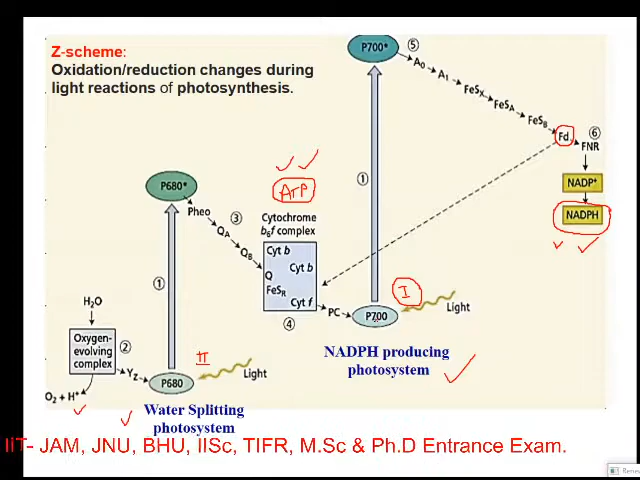 Z-scheme:
Oxidation/reduction changes during
light reactions of photosynthesis.
P700*
⑤
A₀
A₁
FeSX
FeSA
FeSB
Fd
⑥
FNR
NADP⁺
NADPH
①
P680*
Pheo
③
QA
QB
ATP
Cytochrome
b₆f complex
Cyt b
Cyt b
Q
FeSR
Cyt f
④
PC
I
P700
Light
NADPH producing
photosystem
①
H₂O
Oxygen-
evolving
complex
②
YZ
O₂ + H⁺
II
P680
Light
Water Splitting
photosystem
IiT- JAM, JNU, BHU, IISc, TIFR, M.Sc & Ph.D Entrance Exam.